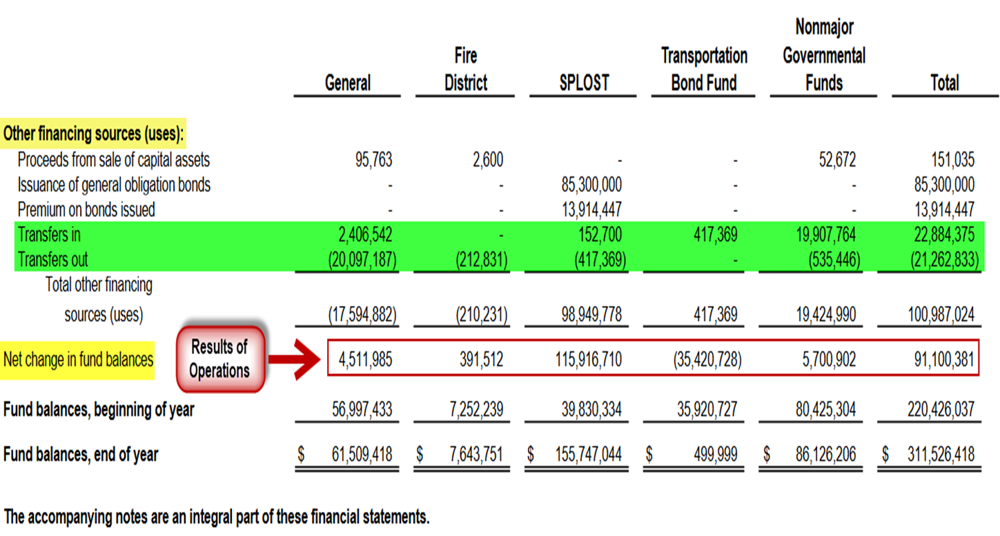 Nonmajor
Fire Transportation Governmental
General District SPLOST Bond Fund Funds Total
Other financing sources (uses):
Proceeds from sale of capital assets 95,763 2,600 - - 52,672 151,035
Issuance of general obligation bonds - - 85,300,000 - - 85,300,000
Premium on bonds issued - - 13,914,447 - - 13,914,447
Transfers in 2,406,542 - 152,700 417,369 19,907,764 22,884,375
Transfers out (20,097,187) (212,831) (417,369) - (535,446) (21,262,833)
Total other financing
sources (uses) (17,594,882) (210,231) 98,949,778 417,369 19,424,990 100,987,024
Results of
Operations
Net change in fund balances 4,511,985 391,512 115,916,710 (35,420,728) 5,700,902 91,100,381
Fund balances, beginning of year 56,997,433 7,252,239 39,830,334 35,920,727 80,425,304 220,426,037
Fund balances, end of year $ 61,509,418 $ 7,643,751 $ 155,747,044 $ 499,999 $ 86,126,206 $ 311,526,418
The accompanying notes are an integral part of these financial statements.